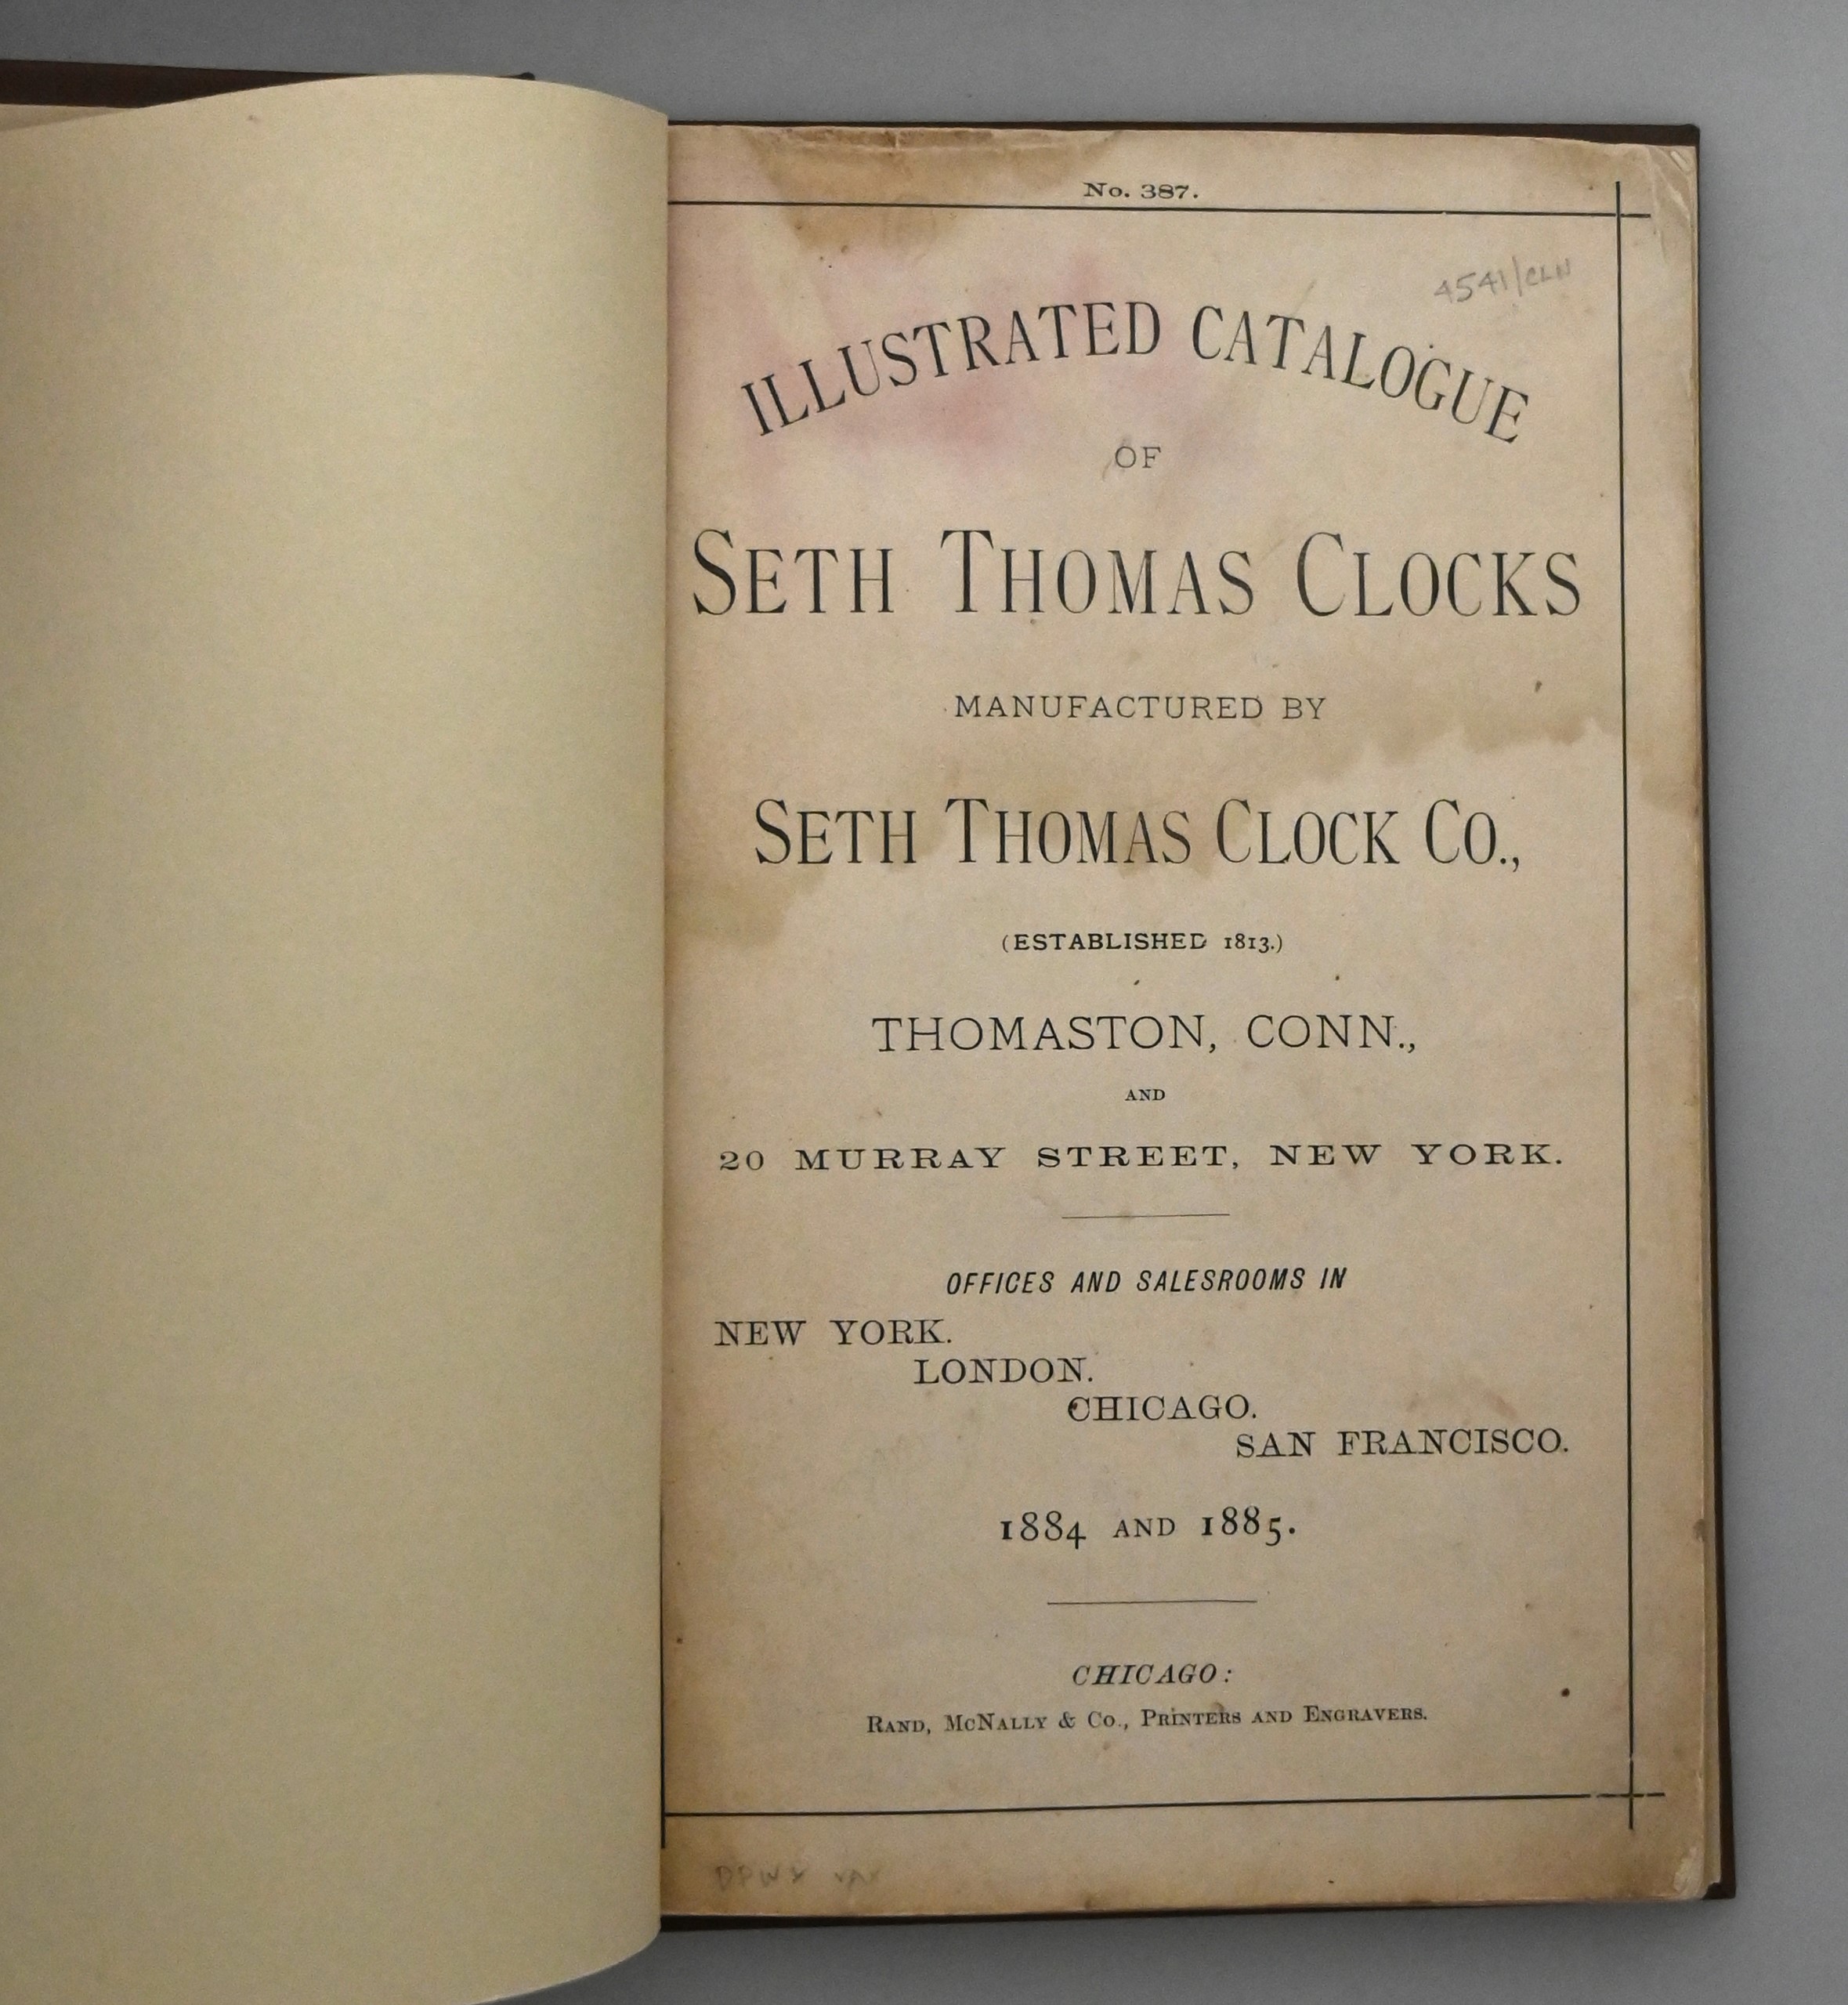 No. 387.
4541/CLN
ILLUSTRATED CATALOGUE
OF
SETH THOMAS CLOCKS
MANUFACTURED BY
SETH THOMAS CLOCK CO.,
(ESTABLISHED 1813.)
THOMASTON, CONN.,
AND
20 MURRAY STREET, NEW YORK.
OFFICES AND SALESROOMS IN
NEW YORK.
LONDON.
CHICAGO.
SAN FRANCISCO.
1884 AND 1885.
CHICAGO:
RAND, MCNALLY & CO., PRINTERS AND ENGRAVERS.